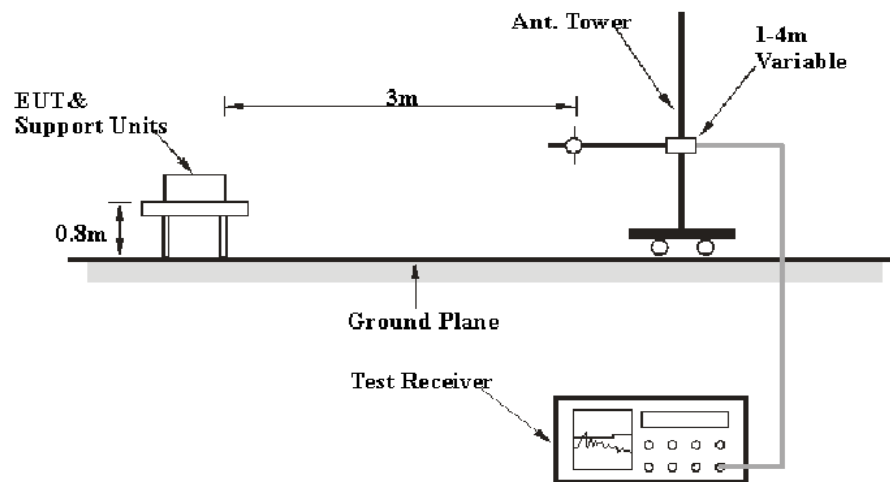 Ant. Tower
1-4m
Variable
EUT&
Support Units
3m
0.8m
Ground Plane
Test Receiver